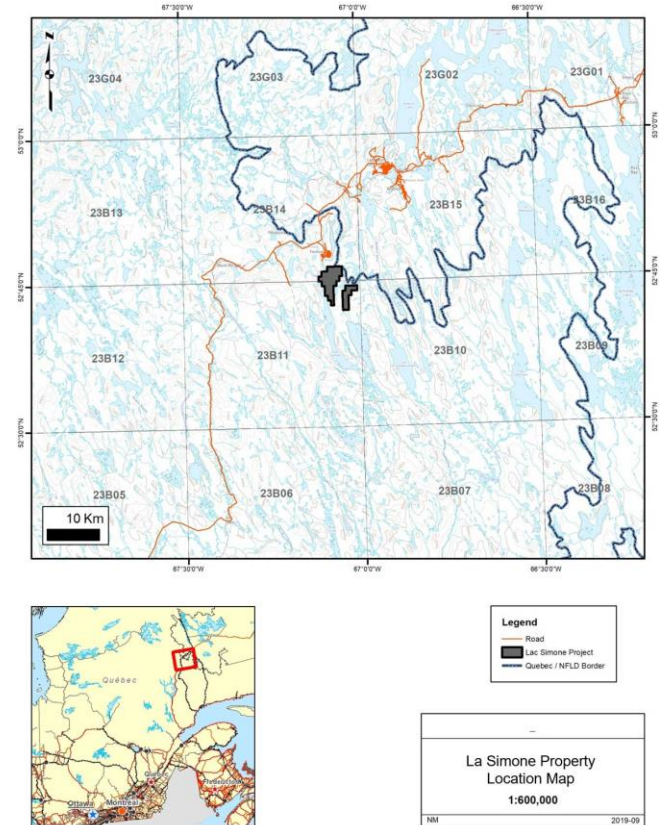 67°30'0"W 67°0'0"W 66°30'0"W
N
23G04
23G03
23G02
23G01
53°0'0"N
53°0'0"N
23B13
23B14
23B15
23B16
52°45'0"N
52°45'0"N
23B12
23B11
23B10
23B09
52°30'0"N
52°30'0"N
23B05
23B06
23B07
23B08
10 Km
67°30'0"W 67°0'0"W 66°30'0"W
Québec
Québec
Fredericton
Ottawa
Montréal
Legend
Road
Lac Simone Project
Quebec / NFLD Border
La Simone Property
Location Map
1:600,000
NM 2019-09